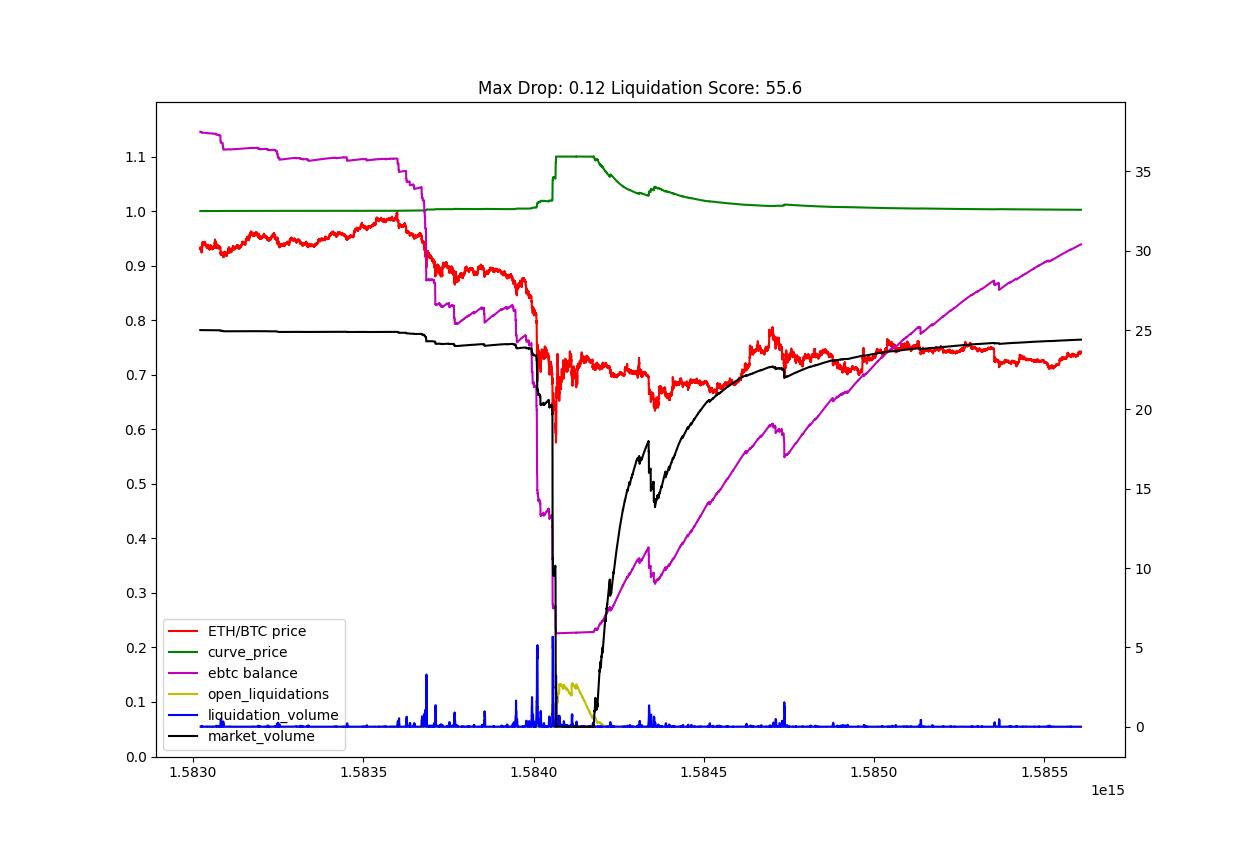 Max Drop: 0.12 Liquidation Score: 55.6
1.1
1.0
0.9
0.8
0.7
0.6
0.5
0.4
0.3
0.2
0.1
0.0
35
30
25
20
15
10
5
0
ETH/BTC price
curve_price
ebtc balance
open_liquidations
liquidation_volume
market_volume
1.5830 1.5835 1.5840 1.5845 1.5850 1.5855
1e15